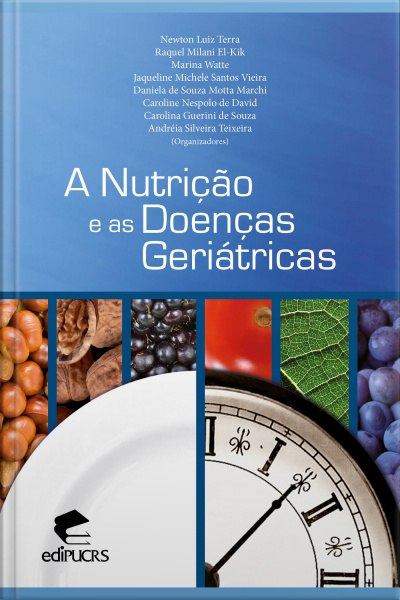 Newton Luiz Terra
Raquel Milani El-Kik
Marina Watte
Jaqueline Michele Santos Vieira
Daniela de Souza Motta Marchi
Caroline Nespolo de David
Carolina Guerini de Souza
Andréia Silveira Teixeira
(Organizadores)
A Nutrição
e as Doenças
Geriátricas
ediPUCRS